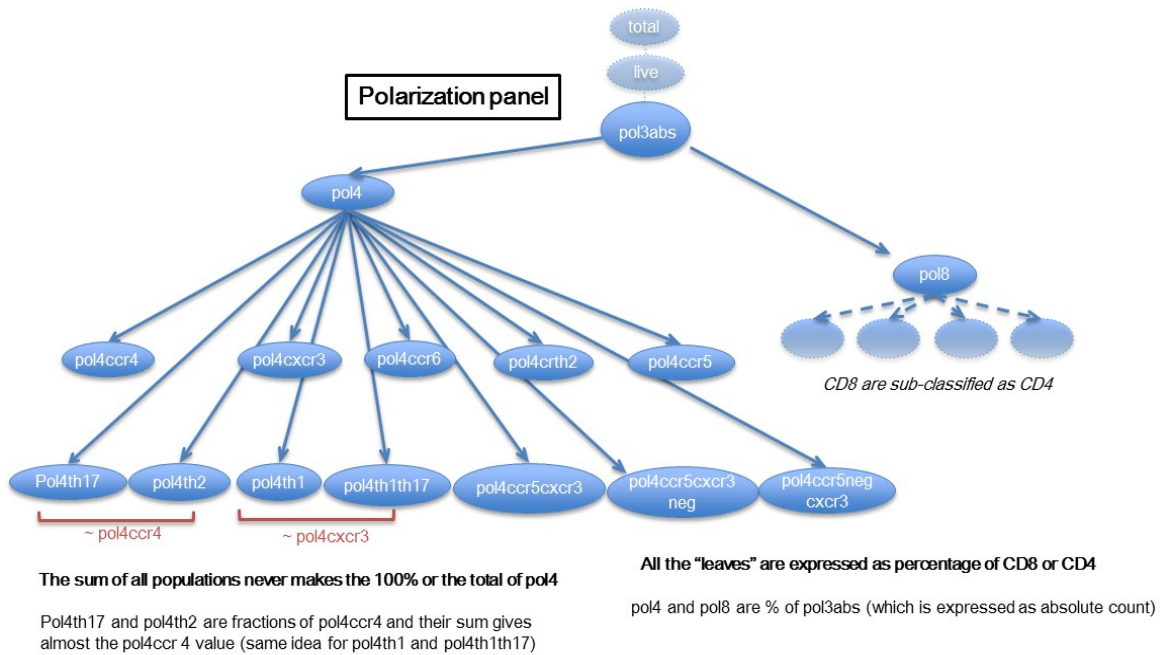 total
live
Polarization panel
pol3abs
pol4
pol8
pol4ccr4
pol4cxcr3
pol4ccr6
pol4crth2
pol4ccr5
CD8 are sub-classified as CD4
Pol4th17
pol4th2
pol4th1
pol4th1th17
pol4ccr5cxcr3
pol4ccr5cxcr3
neg
pol4ccr5neg
cxcr3
~ pol4ccr4
~ pol4cxcr3
The sum of all populations never makes the 100% or the total of pol4
Pol4th17 and pol4th2 are fractions of pol4ccr4 and their sum gives
almost the pol4ccr 4 value (same idea for pol4th1 and pol4th1th17)
All the “leaves” are expressed as percentage of CD8 or CD4
pol4 and pol8 are % of pol3abs (which is expressed as absolute count)